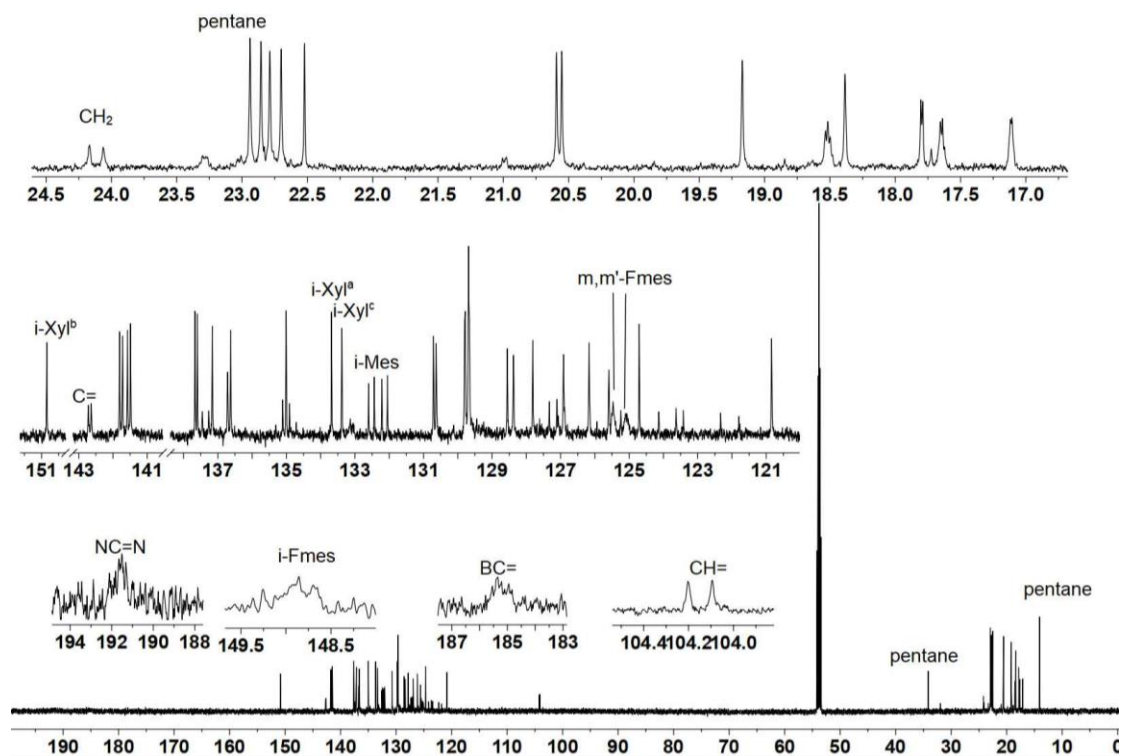 pentane
CH₂
24.5 24.0 23.5 23.0 22.5 22.0 21.5 21.0 20.5 20.0 19.5 19.0 18.5 18.0 17.5 17.0
m,m'-Fmes
i-Xylᵃ
i-Xylᶜ
i-Xylᵇ
i-Mes
C=
151 143 141 137 135 133 131 129 127 125 123 121
NC=N
i-Fmes
BC=
CH=
194 192 190 188
149.5 148.5
187 185 183
104.4 104.2 104.0
pentane
pentane
190 180 170 160 150 140 130 120 110 100 90 80 70 60 50 40 30 20 10 0